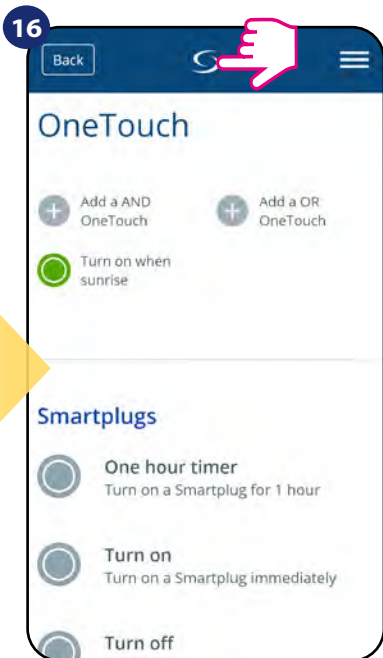 16
Back
OneTouch
Add a AND
OneTouch
Add a OR
OneTouch
Turn on when
sunrise
Smartplugs
One hour timer
Turn on a Smartplug for 1 hour
Turn on
Turn on a Smartplug immediately
Turn off